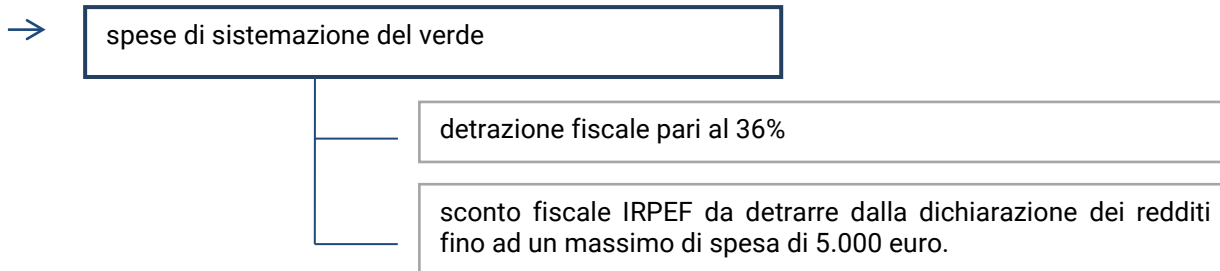 spese di sistemazione del verde
detrazione fiscale pari al 36%
sconto fiscale IRPEF da detrarre dalla dichiarazione dei redditi
fino ad un massimo di spesa di 5.000 euro.